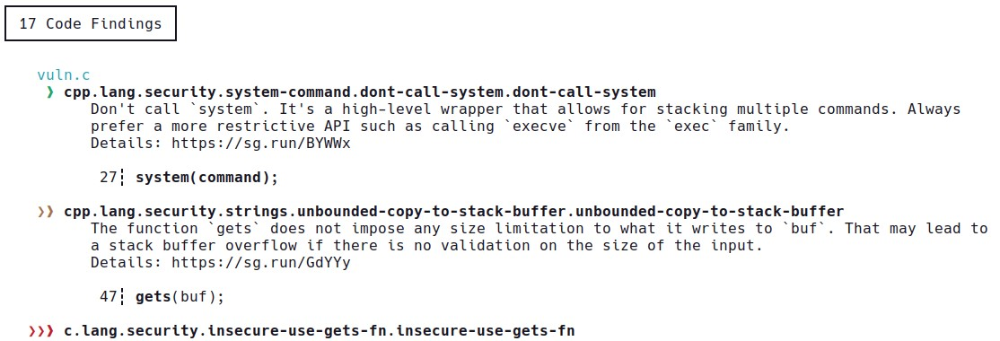 17 Code Findings
vuln.c
❯ cpp.lang.security.system-command.dont-call-system.dont-call-system
Don't call `system`. It's a high-level wrapper that allows for stacking multiple commands. Always
prefer a more restrictive API such as calling `execve` from the `exec` family.
Details: https://sg.run/BYWWx
27┆ system(command);
❯❱ cpp.lang.security.strings.unbounded-copy-to-stack-buffer.unbounded-copy-to-stack-buffer
The function `gets` does not impose any size limitation to what it writes to `buf`. That may lead to
a stack buffer overflow if there is no validation on the size of the input.
Details: https://sg.run/GdYYy
47┆ gets(buf);
❯❯❱ c.lang.security.insecure-use-gets-fn.insecure-use-gets-fn